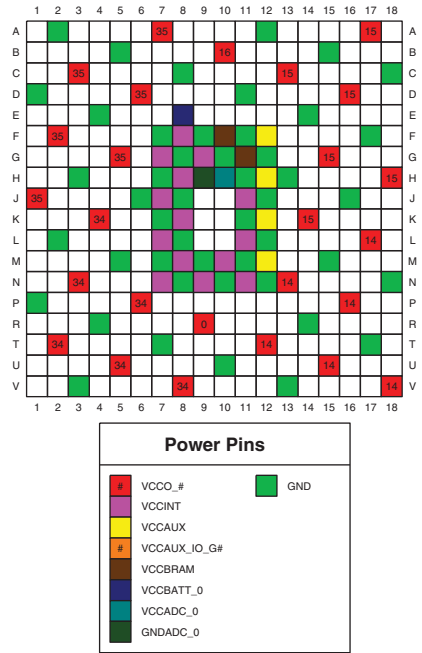 1 2 3 4 5 6 7 8 9 10 11 12 13 14 15 16 17 18
A 35 15 A
B 16 B
C 35 15 C
D 35 15 D
E E
F 35 F
G 35 15 G
H 15 H
J 35 J
K 34 15 K
L 14 L
M M
N 34 14 N
P 34 14 P
R 0 R
T 34 14 T
U 34 15 U
V 34 14 V
1 2 3 4 5 6 7 8 9 10 11 12 13 14 15 16 17 18
Power Pins
# VCCO_# GND
VCCINT
VCCAUX
# VCCAUX_IO_G#
VCCBRAM
VCCBATT_0
VCCADC_0
GNDADC_0